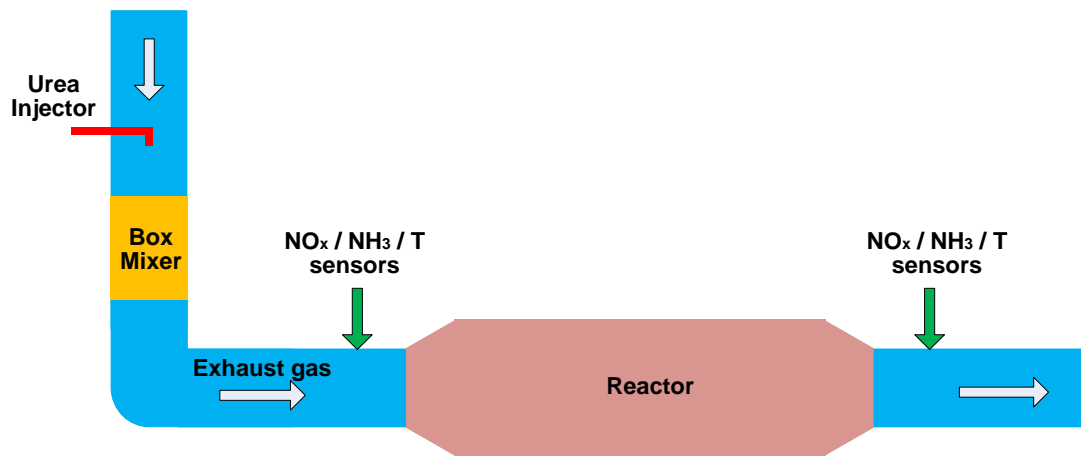 Urea
Injector
Box
Mixer
NOx / NH3 / T
sensors
NOx / NH3 / T
sensors
Exhaust gas
Reactor